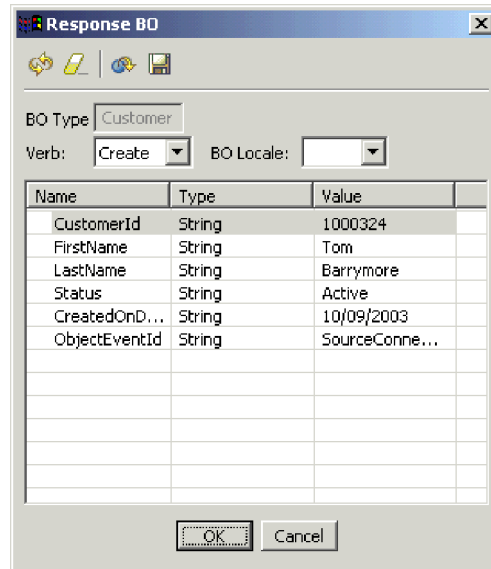 Response BO
BO Type Customer
Verb: Create BO Locale:
Name Type Value
CustomerId String 1000324
FirstName String Tom
LastName String Barrymore
Status String Active
CreatedOnD... String 10/09/2003
ObjectEventId String SourceConne...
OK Cancel